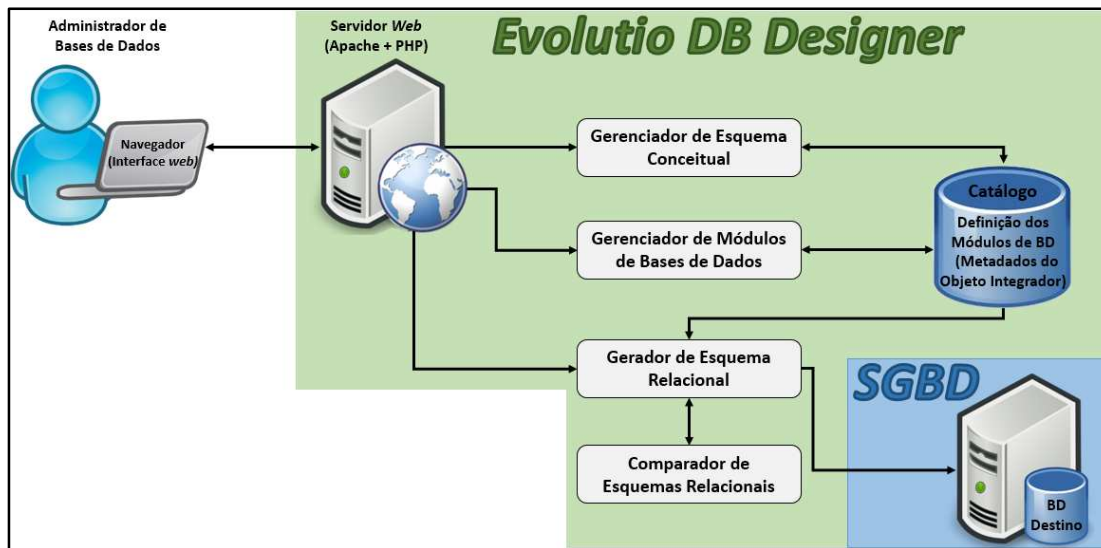 Administrador de
Bases de Dados
Navegador
(Interface web)
Servidor Web
(Apache + PHP)
Evolutio DB Designer
Gerenciador de Esquema
Conceitual
Gerenciador de Módulos
de Bases de Dados
Catálogo
Definição dos
Módulos de BD
(Metadados do
Objeto Integrador)
Gerador de Esquema
Relacional
Comparador de
Esquemas Relacionais
SGBD
BD
Destino